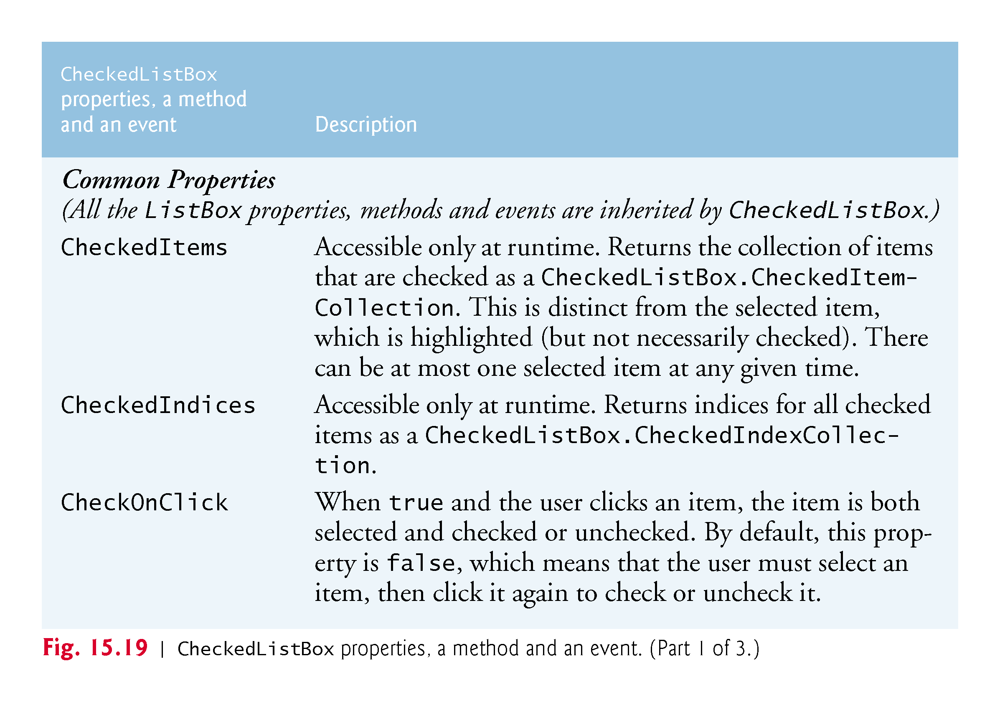 CheckedListBox
properties, a method
and an event
Description
Common Properties
(All the ListBox properties, methods and events are inherited by CheckedListBox.)
CheckedItems
Accessible only at runtime. Returns the collection of items
that are checked as a CheckedListBox.CheckedItem-
Collection. This is distinct from the selected item,
which is highlighted (but not necessarily checked). There
can be at most one selected item at any given time.
CheckedIndices
Accessible only at runtime. Returns indices for all checked
items as a CheckedListBox.CheckedIndexCollec-
tion.
CheckOnClick
When true and the user clicks an item, the item is both
selected and checked or unchecked. By default, this prop-
erty is false, which means that the user must select an
item, then click it again to check or uncheck it.
Fig. 15.19 | CheckedListBox properties, a method and an event. (Part 1 of 3.)